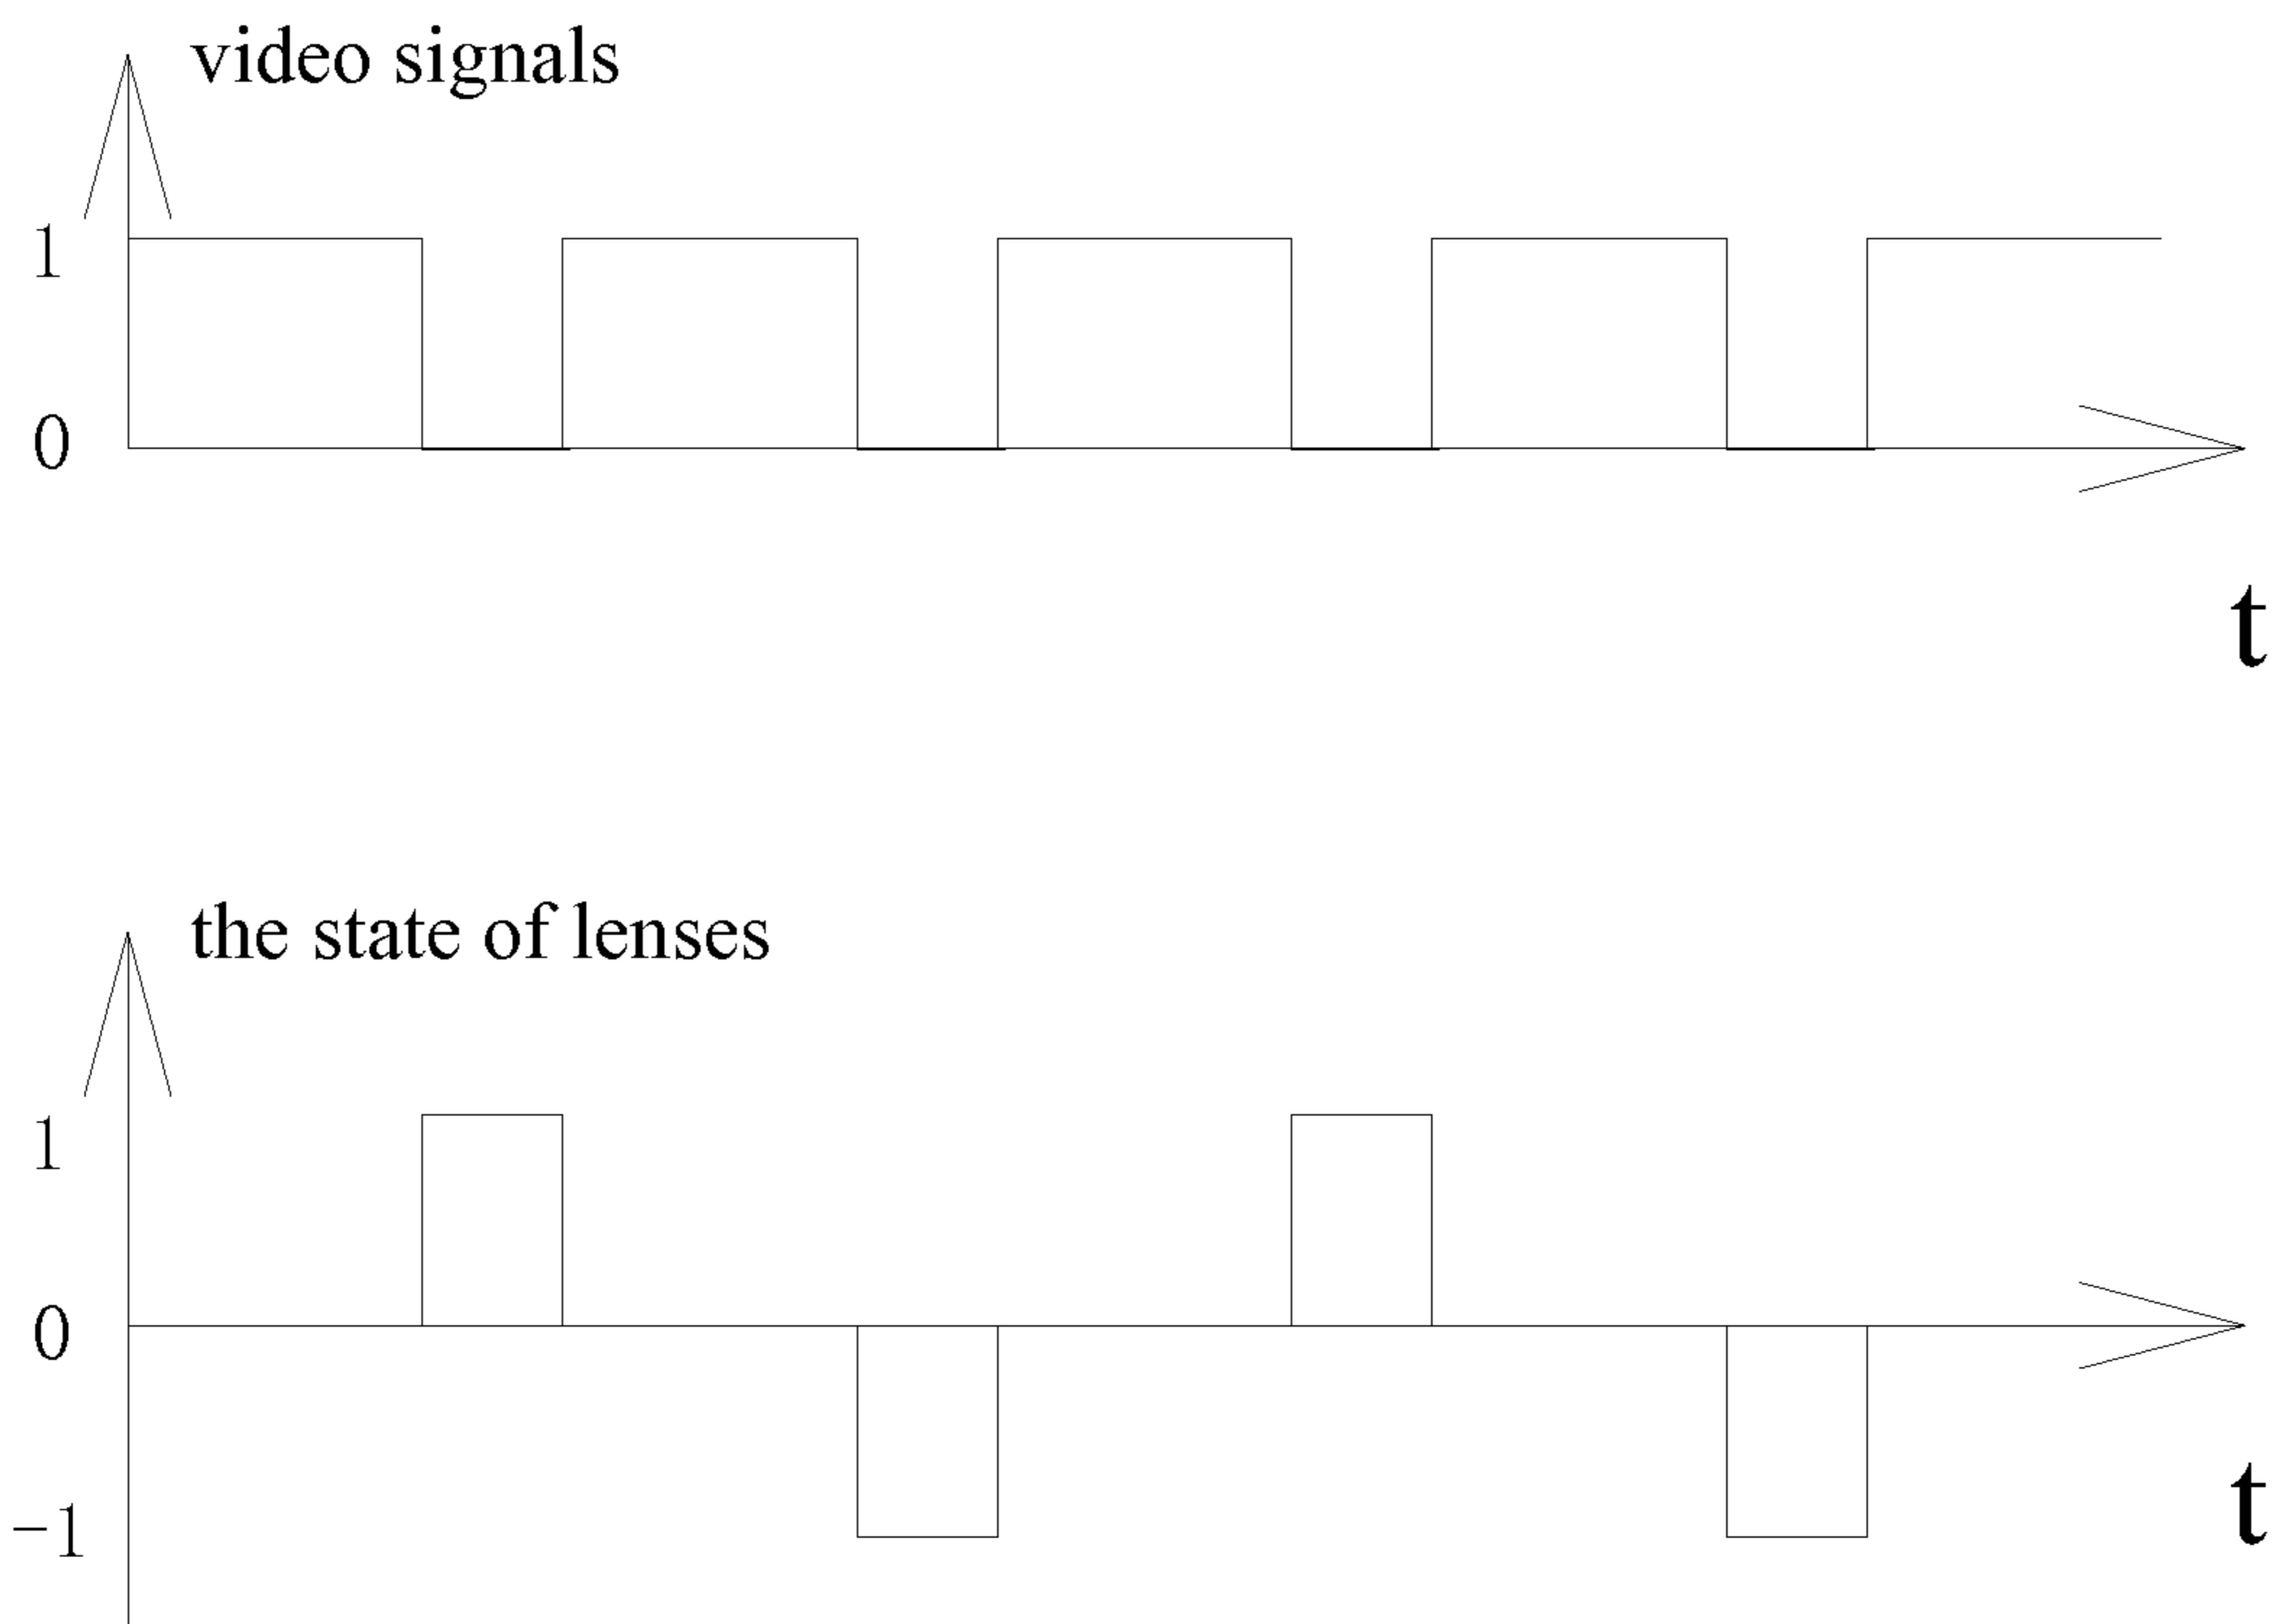 video signals
1
0
t
the state of lenses
1
0
-1
t